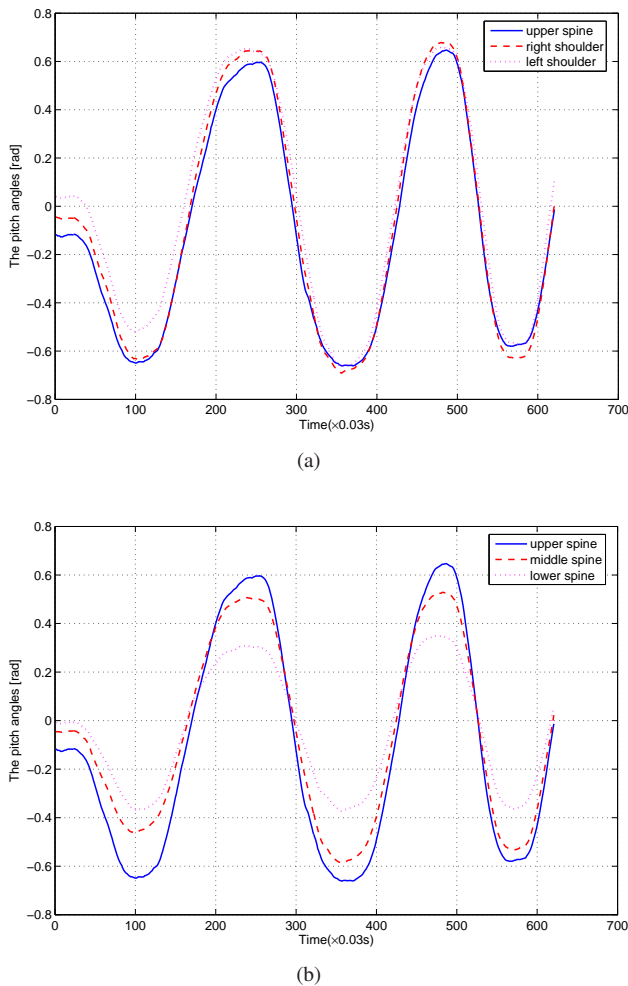 0.8
0.6
0.4
0.2
0
−0.2
−0.4
−0.6
−0.8
The pitch angles [rad]
upper spine
right shoulder
left shoulder
0 100 200 300 400 500 600 700
Time(×0.03s)
(a)
0.8
0.6
0.4
0.2
0
−0.2
−0.4
−0.6
−0.8
The pitch angles [rad]
upper spine
middle spine
lower spine
0 100 200 300 400 500 600 700
Time(×0.03s)
(b)